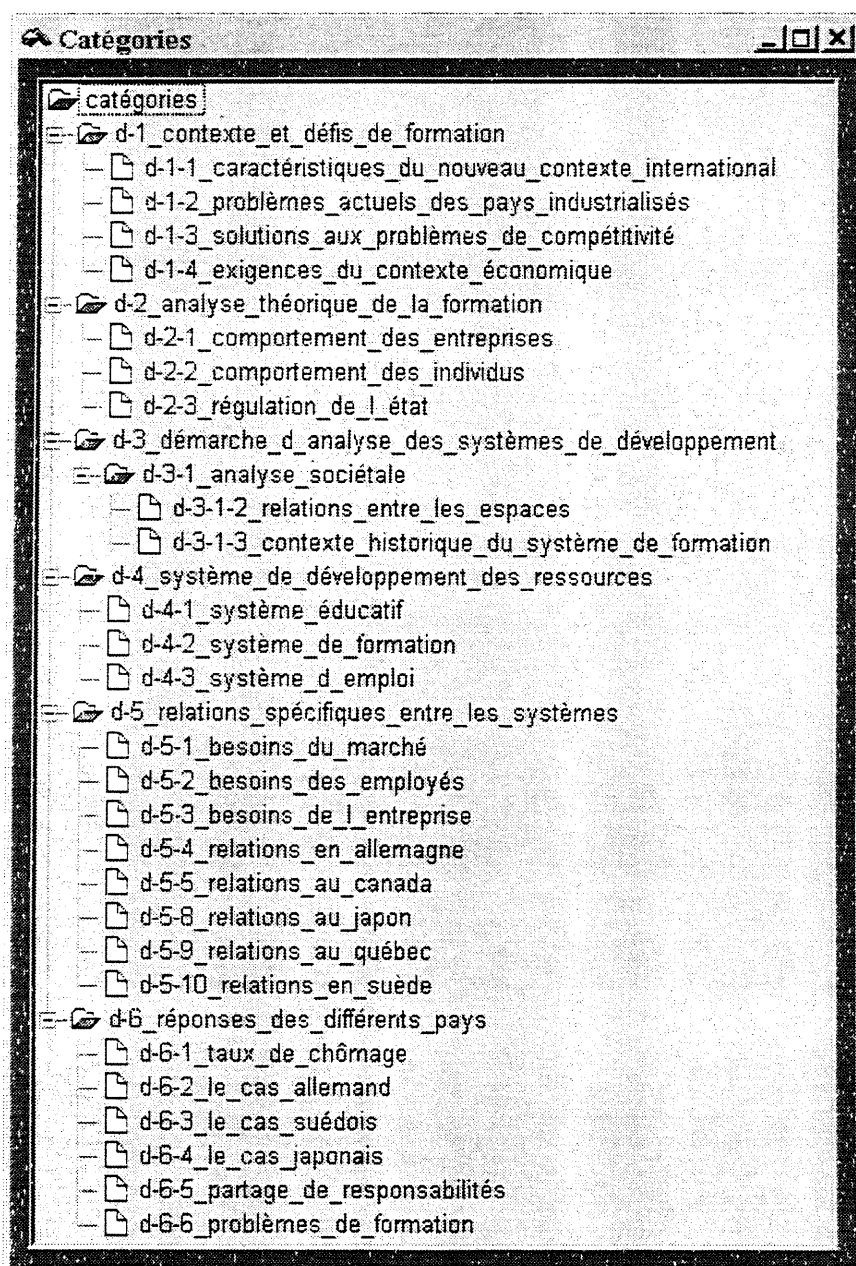 Catégories
catégories
d-1_contexte_et_défis_de_formation
d-1-1_caractéristiques_du_nouveau_contexte_international
d-1-2_problèmes_actuels_des_pays_industrialisés
d-1-3_solutions_aux_problèmes_de_compétitivité
d-1-4_exigences_du_contexte_économique
d-2_analyse_théorique_de_la_formation
d-2-1_comportement_des_entreprises
d-2-2_comportement_des_individus
d-2-3_régulation_de_l_état
d-3_démarche_d_analyse_des_systèmes_de_développement
d-3-1_analyse_sociétale
d-3-1-2_relations_entre_les_espaces
d-3-1-3_contexte_historique_du_système_de_formation
d-4_système_de_développement_des_ressources
d-4-1_système_éducatif
d-4-2_système_de_formation
d-4-3_système_d_emploi
d-5_relations_spécifiques_entre_les_systèmes
d-5-1_besoins_du_marché
d-5-2_besoins_des_employés
d-5-3_besoins_de_l_entreprise
d-5-4_relations_en_allemagne
d-5-5_relations_au_canada
d-5-8_relations_au_japon
d-5-9_relations_au_québec
d-5-10_relations_en_suède
d-6_réponses_des_différents_pays
d-6-1_taux_de_chômage
d-6-2_le_cas_allemand
d-6-3_le_cas_suédois
d-6-4_le_cas_japonais
d-6-5_partage_de_responsabilités
d-6-6_problèmes_de_formation